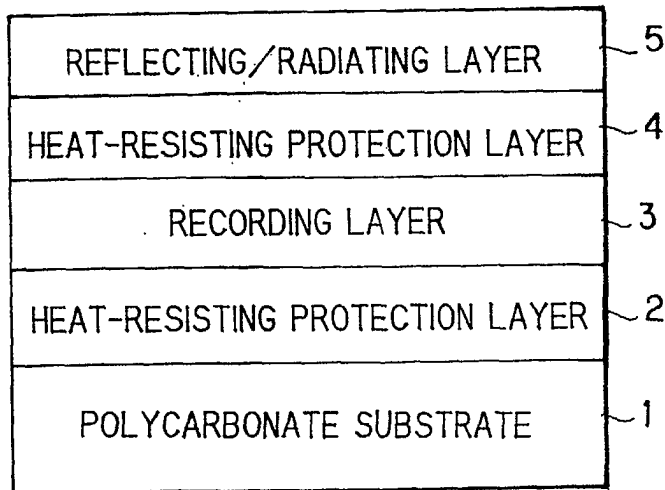 REFLECTING/RADIATING LAYER 5
HEAT-RESISTING PROTECTION LAYER 4
RECORDING LAYER 3
HEAT-RESISTING PROTECTION LAYER 2
POLYCARBONATE SUBSTRATE 1